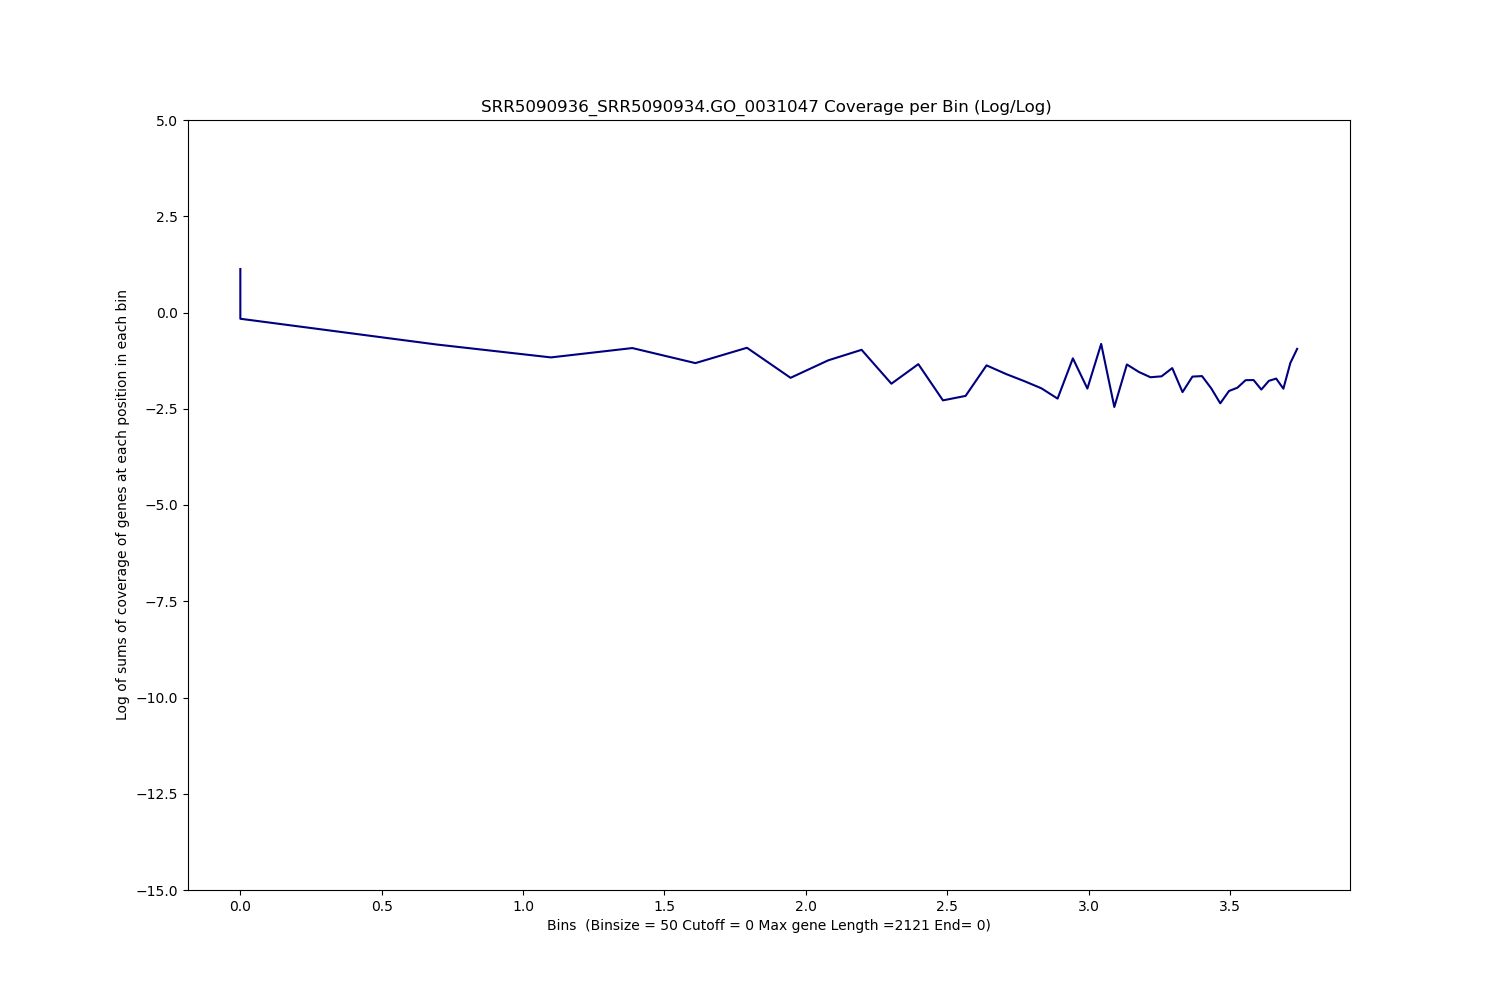 SRR5090936_SRR5090934.GO_0031047 Coverage per Bin (Log/Log)
Log of sums of coverage of genes at each position in each bin
5.0
2.5
0.0
−2.5
−5.0
−7.5
−10.0
−12.5
−15.0
0.0 0.5 1.0 1.5 2.0 2.5 3.0 3.5
Bins  (Binsize = 50 Cutoff = 0 Max gene Length =2121 End= 0)